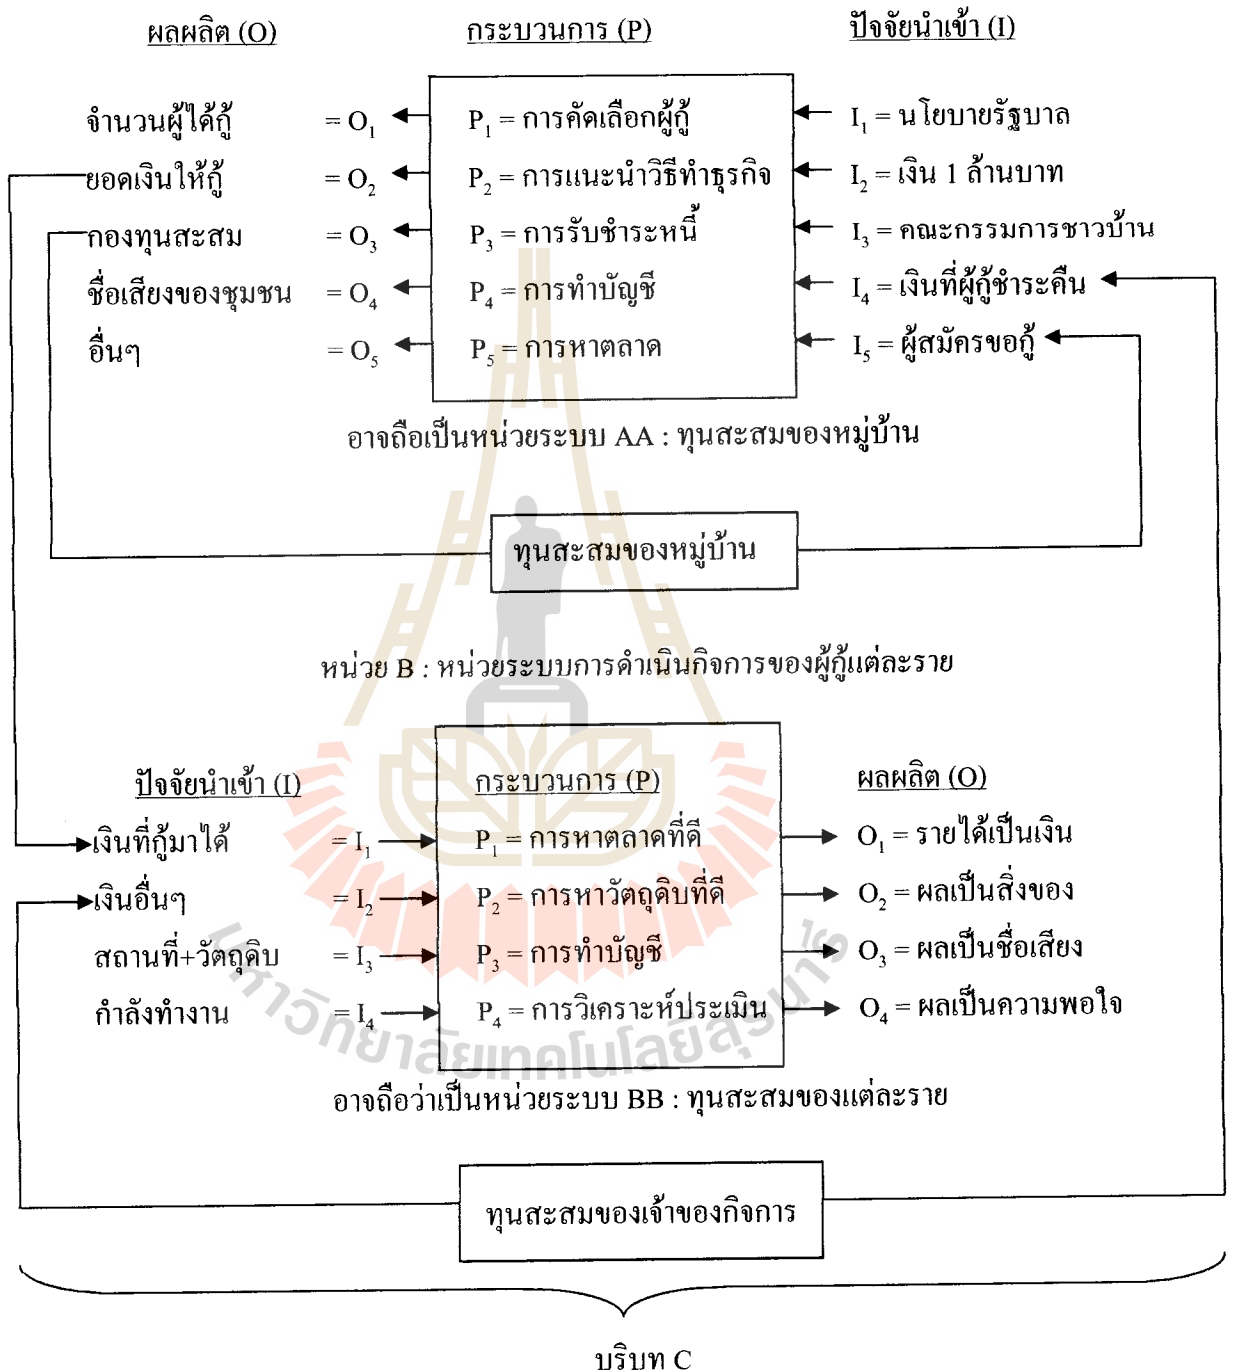 ผลผลิต (O) กระบวนการ (P) ปัจจัยนำเข้า (I)
จำนวนผู้ได้กู้ = O₁ P₁ = การคัดเลือกผู้กู้ I₁ = นโยบายรัฐบาล
ยอดเงินให้กู้ = O₂ P₂ = การแนะนำวิธีทำธุรกิจ I₂ = เงิน 1 ล้านบาท
กองทุนสะสม = O₃ P₃ = การรับชำระหนี้ I₃ = คณะกรรมการชาวบ้าน
ชื่อเสียงของชุมชน = O₄ P₄ = การทำบัญชี I₄ = เงินที่ผู้กู้ชำระคืน
อื่นๆ = O₅ P₅ = การหาตลาด I₅ = ผู้สมัครขอกู้
อาจถือเป็นหน่วยระบบ AA : ทุนสะสมของหมู่บ้าน
ทุนสะสมของหมู่บ้าน
หน่วย B : หน่วยระบบการดำเนินกิจการของผู้กู้แต่ละราย
ปัจจัยนำเข้า (I) กระบวนการ (P) ผลผลิต (O)
เงินที่กู้มาได้ = I₁ P₁ = การหาตลาดที่ดี O₁ = รายได้เป็นเงิน
เงินอื่นๆ = I₂ P₂ = การหาวัตถุดิบที่ดี O₂ = ผลเป็นสิ่งของ
สถานที่+วัตถุดิบ = I₃ P₃ = การทำบัญชี O₃ = ผลเป็นชื่อเสียง
กำลังทำงาน = I₄ P₄ = การวิเคราะห์ประเมิน O₄ = ผลเป็นความพอใจ
มหาวิทยาลัยเทคโนโลยีสุรนารี
อาจถือว่าเป็นหน่วยระบบ BB : ทุนสะสมของแต่ละราย
ทุนสะสมของเจ้าของกิจการ
บริบท C